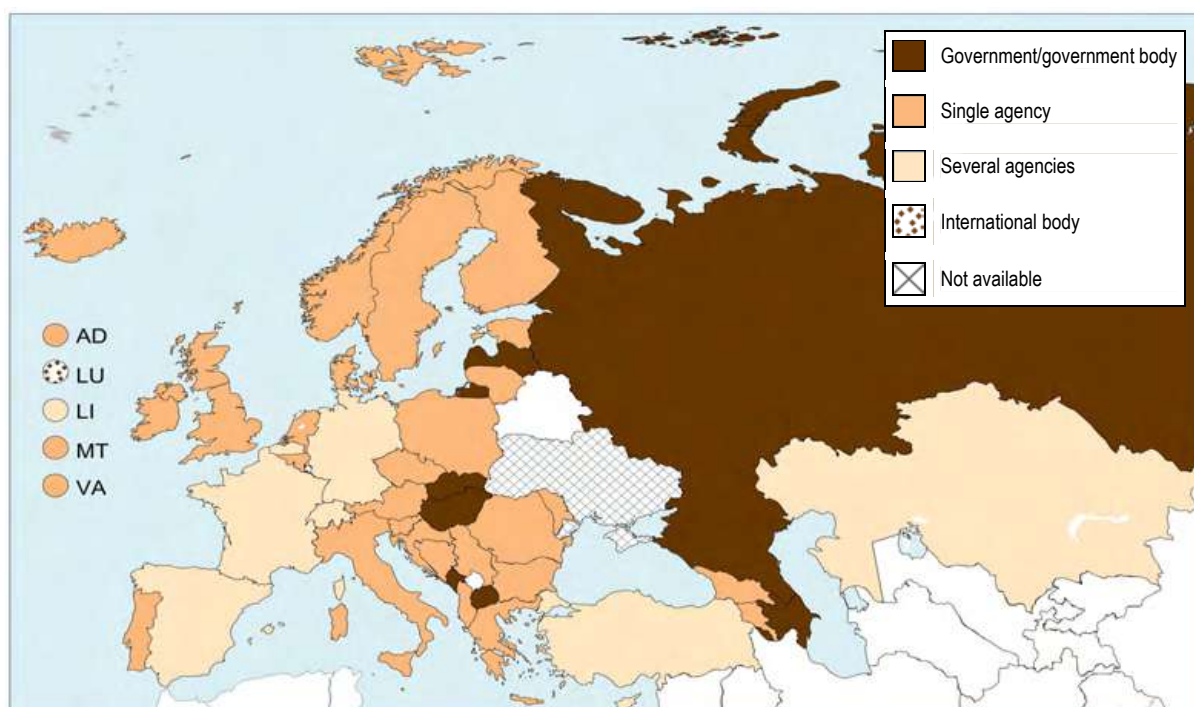 Government/government body
Single agency
Several agencies
International body
Not available
AD
LU
LI
MT
VA